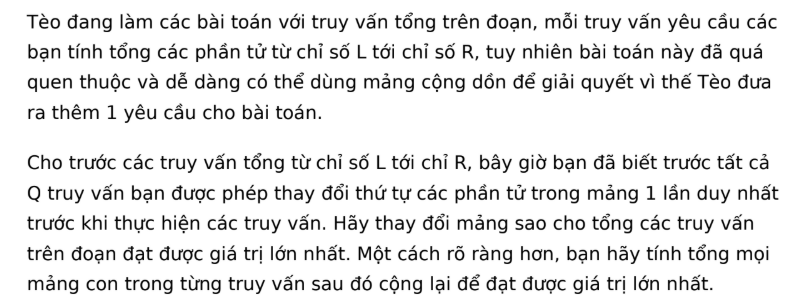 Tèo đang làm các bài toán với truy vấn tổng trên đoạn, mỗi truy vấn yêu cầu các
bạn tính tổng các phần tử từ chỉ số L tới chỉ số R, tuy nhiên bài toán này đã quá
quen thuộc và dễ dàng có thể dùng mảng cộng dồn để giải quyết vì thế Tèo đưa
ra thêm 1 yêu cầu cho bài toán.
Cho trước các truy vấn tổng từ chỉ số L tới chỉ R, bây giờ bạn đã biết trước tất cả
Q truy vấn bạn được phép thay đổi thứ tự các phần tử trong mảng 1 lần duy nhất
trước khi thực hiện các truy vấn. Hãy thay đổi mảng sao cho tổng các truy vấn
trên đoạn đạt được giá trị lớn nhất. Một cách rõ ràng hơn, bạn hãy tính tổng mọi
mảng con trong từng truy vấn sau đó cộng lại để đạt được giá trị lớn nhất.